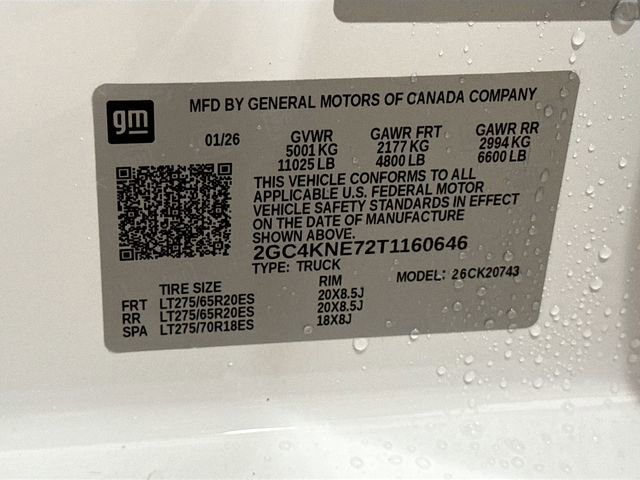 gm
MFD BY GENERAL MOTORS OF CANADA COMPANY
01/26 GVWR GAWR FRT GAWR RR
5001 KG 2177 KG 2994 KG
11025 LB 4800 LB 6600 LB
THIS VEHICLE CONFORMS TO ALL
APPLICABLE U.S. FEDERAL MOTOR
VEHICLE SAFETY STANDARDS IN EFFECT
ON THE DATE OF MANUFACTURE
SHOWN ABOVE.
2GC4KNE72T1160646
TYPE: TRUCK MODEL: 26CK20743
TIRE SIZE RIM
FRT LT275/65R20ES 20X8.5J
RR LT275/65R20ES 20X8.5J
SPA LT275/70R18ES 18X8J